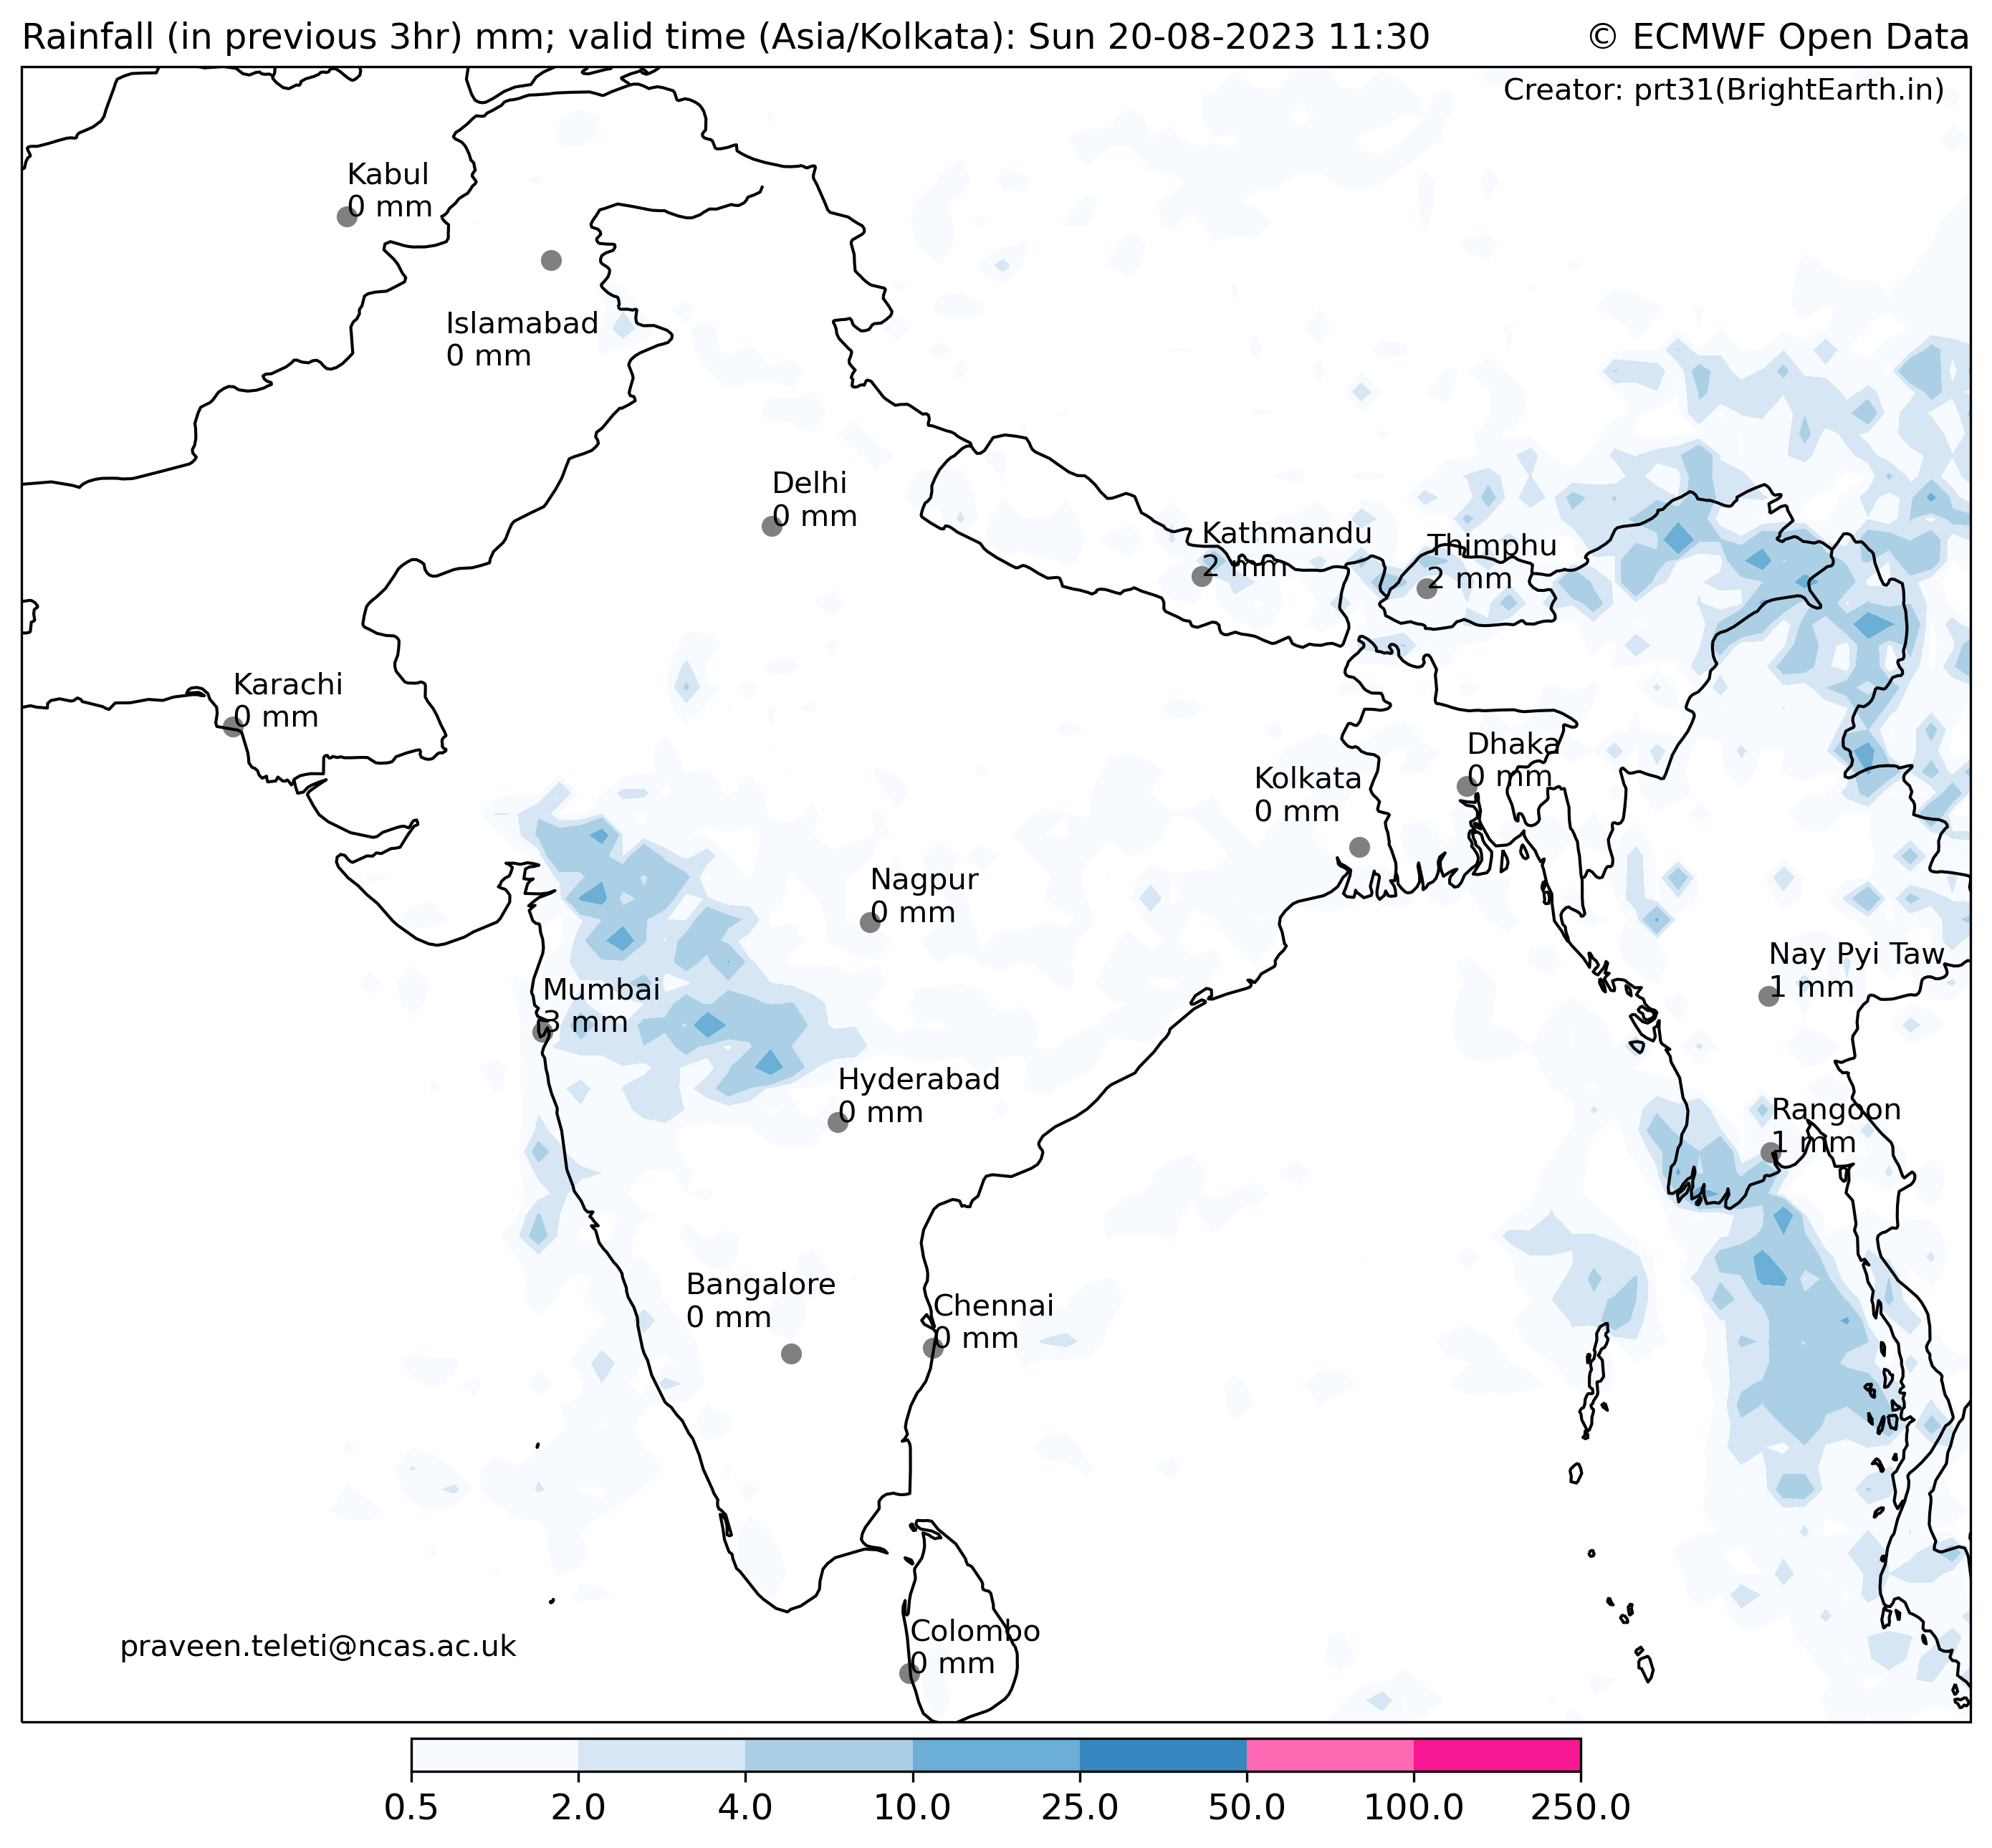 Rainfall (in previous 3hr) mm; valid time (Asia/Kolkata): Sun 20-08-2023 11:30
© ECMWF Open Data
Creator: prt31(BrightEarth.in)
Kabul
0 mm
Islamabad
0 mm
Delhi
0 mm
Kathmandu
2 mm
Thimphu
2 mm
Karachi
0 mm
Dhaka
0 mm
Kolkata
0 mm
Nagpur
0 mm
Nay Pyi Taw
1 mm
Mumbai
3 mm
Hyderabad
0 mm
Rangoon
1 mm
Bangalore
0 mm
Chennai
0 mm
Colombo
0 mm
praveen.teleti@ncas.ac.uk
0.5 2.0 4.0 10.0 25.0 50.0 100.0 250.0